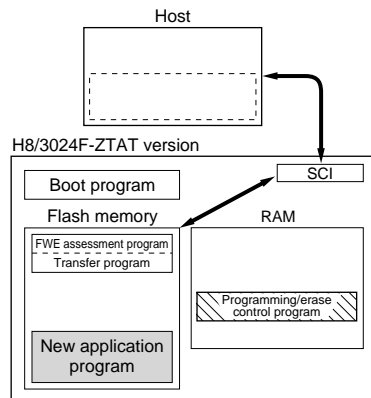 Host
H8/3024F-ZTAT version
SCI
Boot program
Flash memory
RAM
FWE assessment program
Transfer program
Programming/erase
control program
New application
program